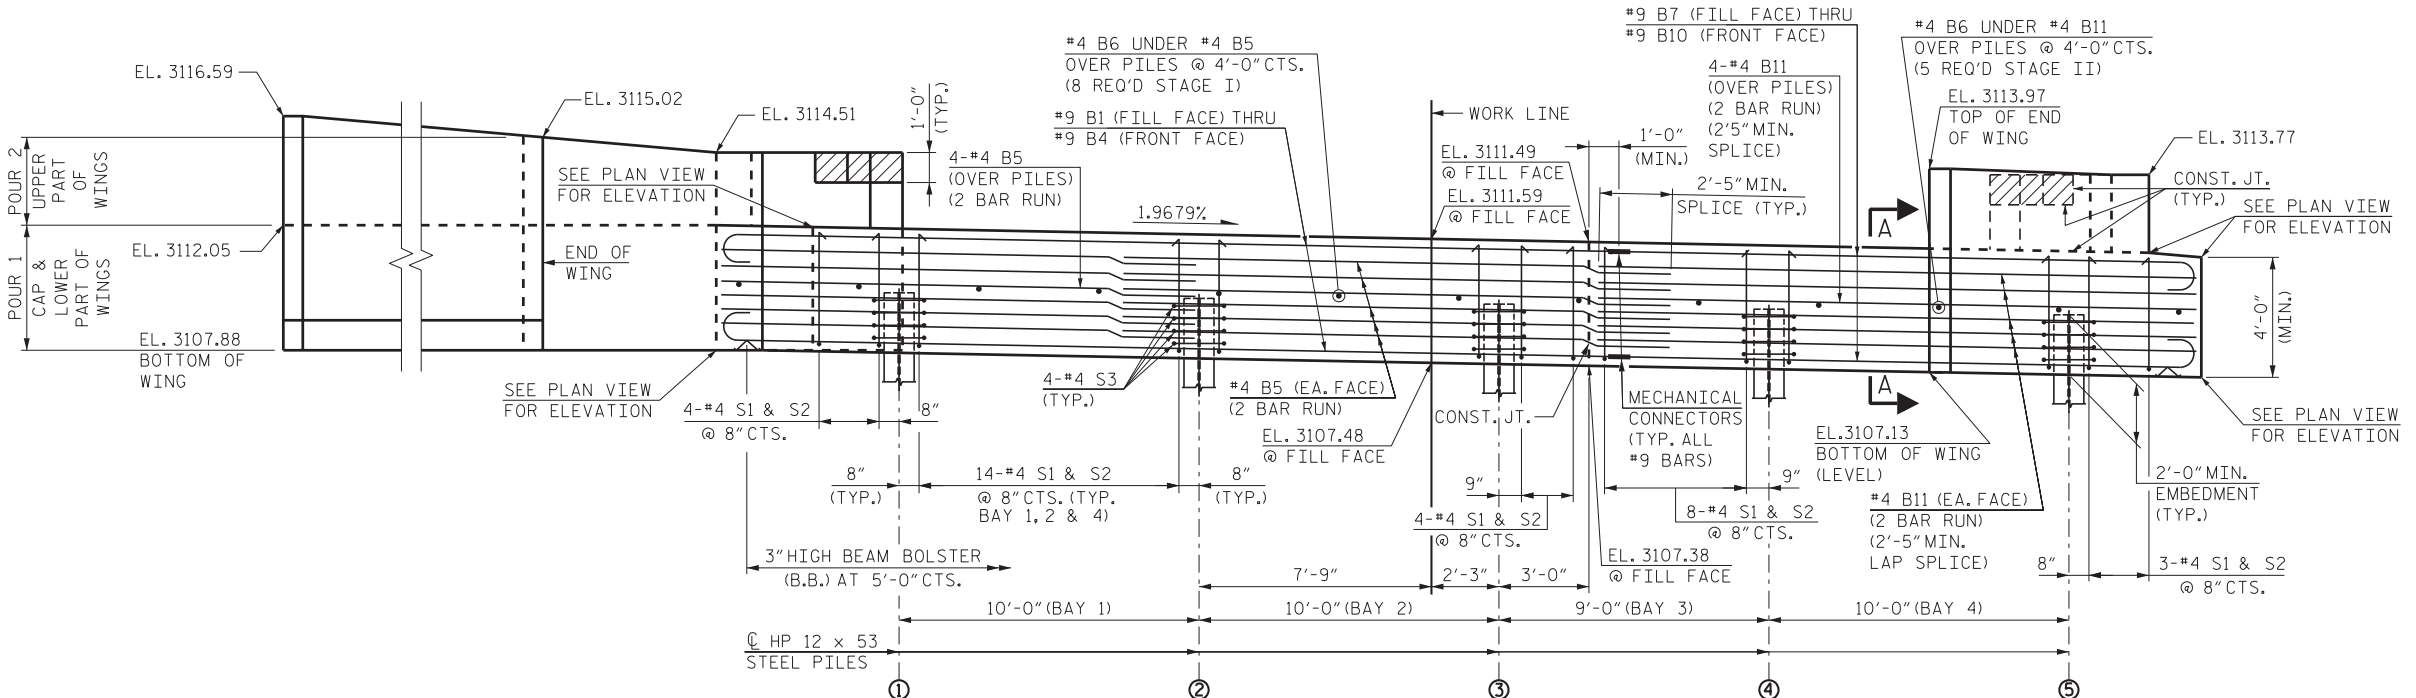 EL. 3116.59
EL. 3115.02
EL. 3114.51
1'-0"
(TYP.)
POUR 2
UPPER
PART
OF
WINGS
POUR 1
CAP &
LOWER
PART OF
WINGS
EL. 3112.05
EL. 3107.88
BOTTOM OF
WING
END OF
WING
SEE PLAN VIEW
FOR ELEVATION
SEE PLAN VIEW
FOR ELEVATION
4-#4 B5
(OVER PILES)
(2 BAR RUN)
#4 B6 UNDER #4 B5
OVER PILES @ 4'-0" CTS.
(8 REQ'D STAGE I)
#9 B1 (FILL FACE) THRU
#9 B4 (FRONT FACE)
1.9679%
WORK LINE
EL. 3111.49
@ FILL FACE
EL. 3111.59
@ FILL FACE
1'-0"
(MIN.)
2'-5" MIN.
SPLICE (TYP.)
#9 B7 (FILL FACE) THRU
#9 B10 (FRONT FACE)
4-#4 B11
(OVER PILES)
(2 BAR RUN)
(2'5" MIN.
SPLICE)
#4 B6 UNDER #4 B11
OVER PILES @ 4'-0" CTS.
(5 REQ'D STAGE II)
EL. 3113.97
TOP OF END
OF WING
EL. 3113.77
CONST. JT.
(TYP.)
SEE PLAN VIEW
FOR ELEVATION
A
A
4'-0"
(MIN.)
SEE PLAN VIEW
FOR ELEVATION
4-#4 S1 & S2
@ 8" CTS.
8"
4-#4 S3
(TYP.)
#4 B5 (EA. FACE)
(2 BAR RUN)
EL. 3107.48
@ FILL FACE
CONST. JT.
MECHANICAL
CONNECTORS
(TYP. ALL
#9 BARS)
EL. 3107.13
BOTTOM OF WING
(LEVEL)
8"
(TYP.)
14-#4 S1 & S2
@ 8" CTS. (TYP.
BAY 1, 2 & 4)
8"
(TYP.)
9"
4-#4 S1 & S2
@ 8" CTS.
9"
8-#4 S1 & S2
@ 8" CTS.
#4 B11 (EA. FACE)
(2 BAR RUN)
(2'-5" MIN.
LAP SPLICE)
2'-0" MIN.
EMBEDMENT
(TYP.)
8"
3-#4 S1 & S2
@ 8" CTS.
3" HIGH BEAM BOLSTER
(B.B.) AT 5'-0" CTS.
7'-9"
2'-3"
3'-0"
EL. 3107.38
@ FILL FACE
10'-0" (BAY 1)
10'-0" (BAY 2)
9'-0" (BAY 3)
10'-0" (BAY 4)
℄ HP 12 x 53
STEEL PILES
1
2
3
4
5